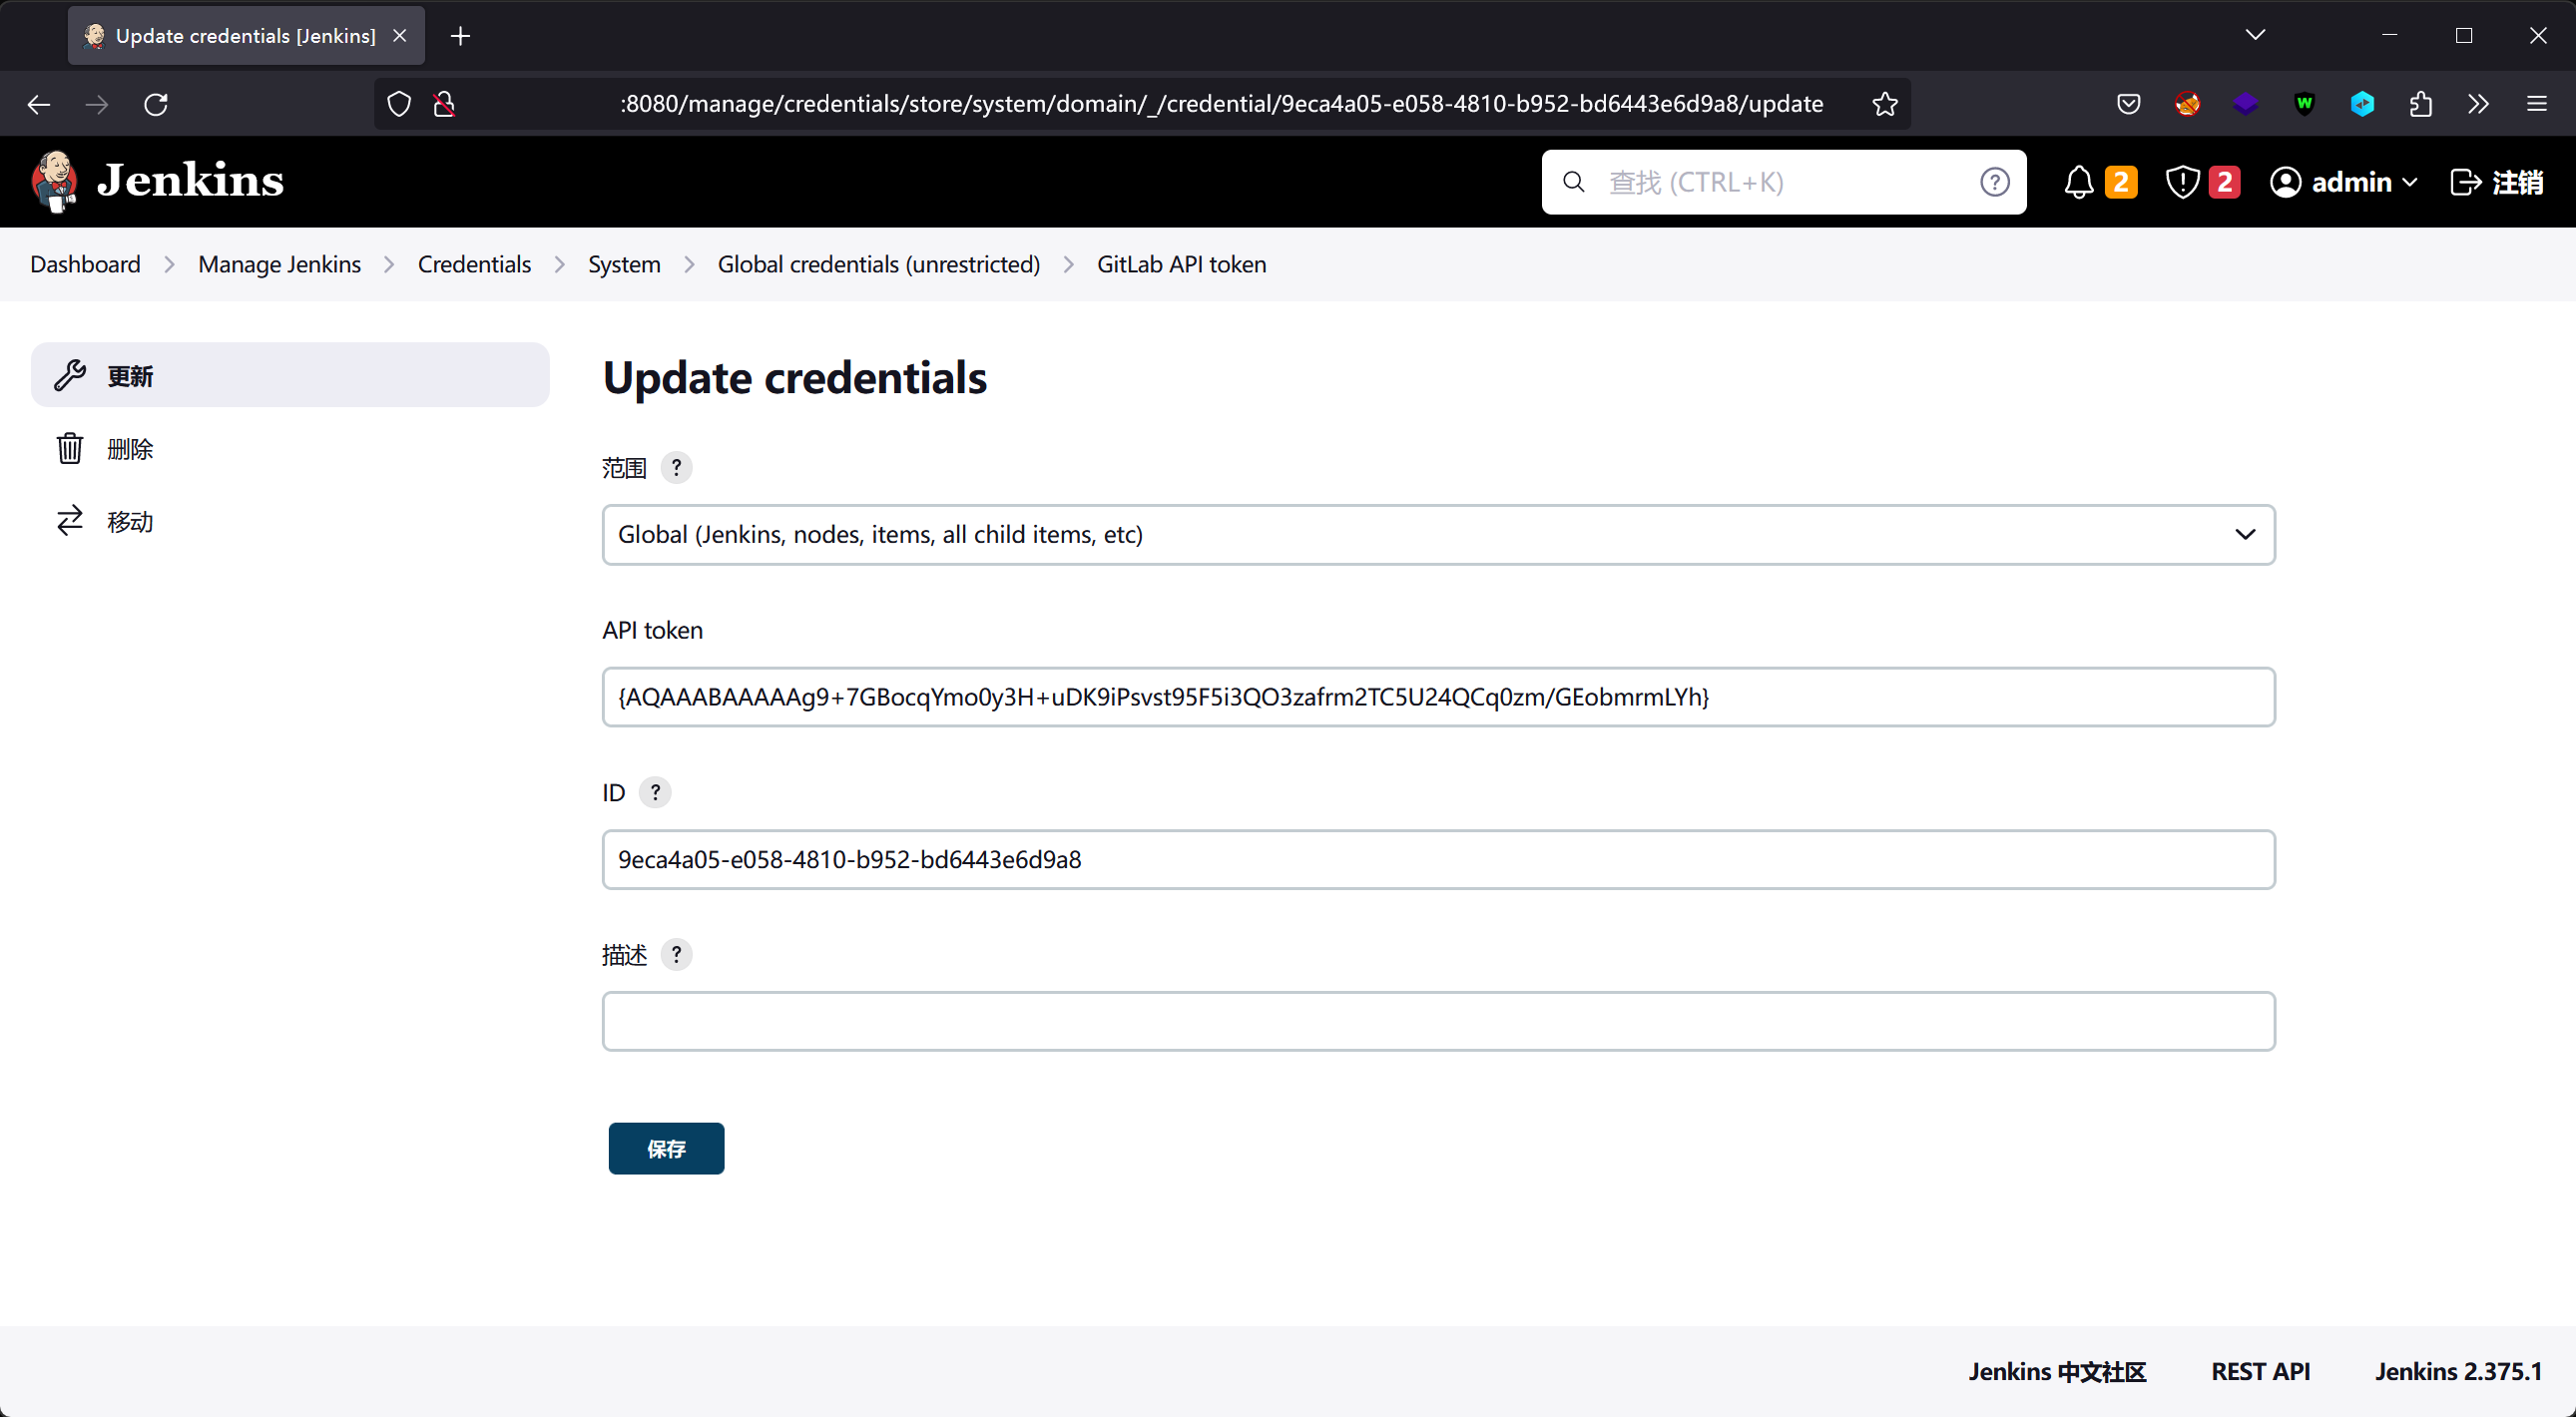 Update credentials [Jenkins]
:8080/manage/credentials/store/system/domain/_/credential/9eca4a05-e058-4810-b952-bd6443e6d9a8/update
Jenkins
查找 (CTRL+K)
2
2
admin
注销
Dashboard > Manage Jenkins > Credentials > System > Global credentials (unrestricted) > GitLab API token
更新
删除
移动
Update credentials
范围 ?
Global (Jenkins, nodes, items, all child items, etc)
API token
{AQAAABAAAAAg9+7GBocqYmo0y3H+uDK9iPsvst95F5i3QO3zafrm2TC5U24QCq0zm/GEobmrmLYh}
ID ?
9eca4a05-e058-4810-b952-bd6443e6d9a8
描述 ?
保存
Jenkins 中文社区
REST API
Jenkins 2.375.1